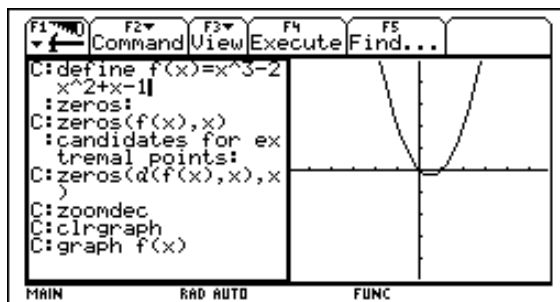 F1 F2 F3 F4 F5
Command View Execute Find...
C:define f(x)=x^3-2
x^2+x-1
:zeros:
C:zeros(f(x),x)
:candidates for ex
tremal points:
C:zeros(d(f(x),x),x
)
C:zoomdec
C:clrgraph
C:graph f(x)
MAIN RAD AUTO FUNC